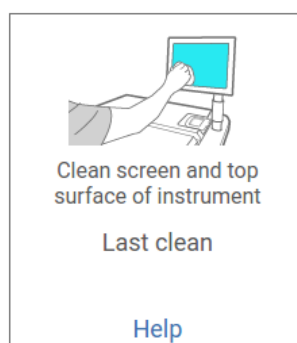 Clean screen and top
surface of instrument
Last clean
Help